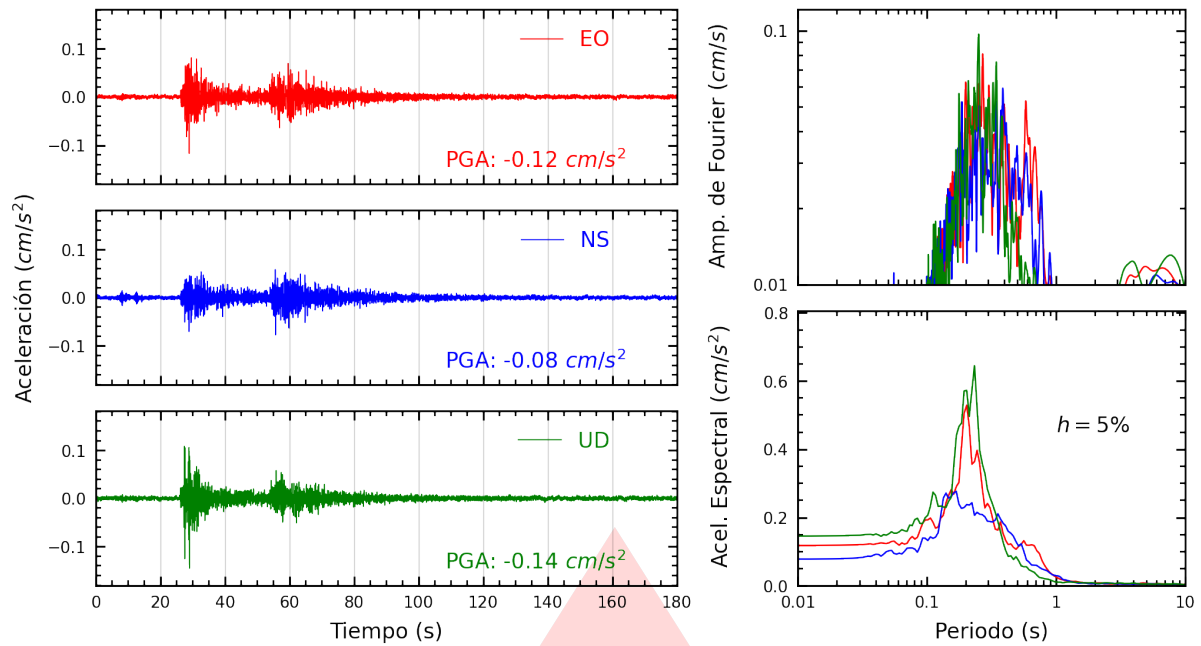 Aceleración (cm/s²)
0.1
0.0
−0.1
EO
PGA: -0.12 cm/s²
0.1
0.0
−0.1
NS
PGA: -0.08 cm/s²
0.1
0.0
−0.1
UD
PGA: -0.14 cm/s²
0 20 40 60 80 100 120 140 160 180
Tiempo (s)
Amp. de Fourier (cm/s)
0.1
0.01
Acel. Espectral (cm/s²)
0.8
0.6
0.4
0.2
0.0
h = 5%
0.01 0.1 1 10
Periodo (s)